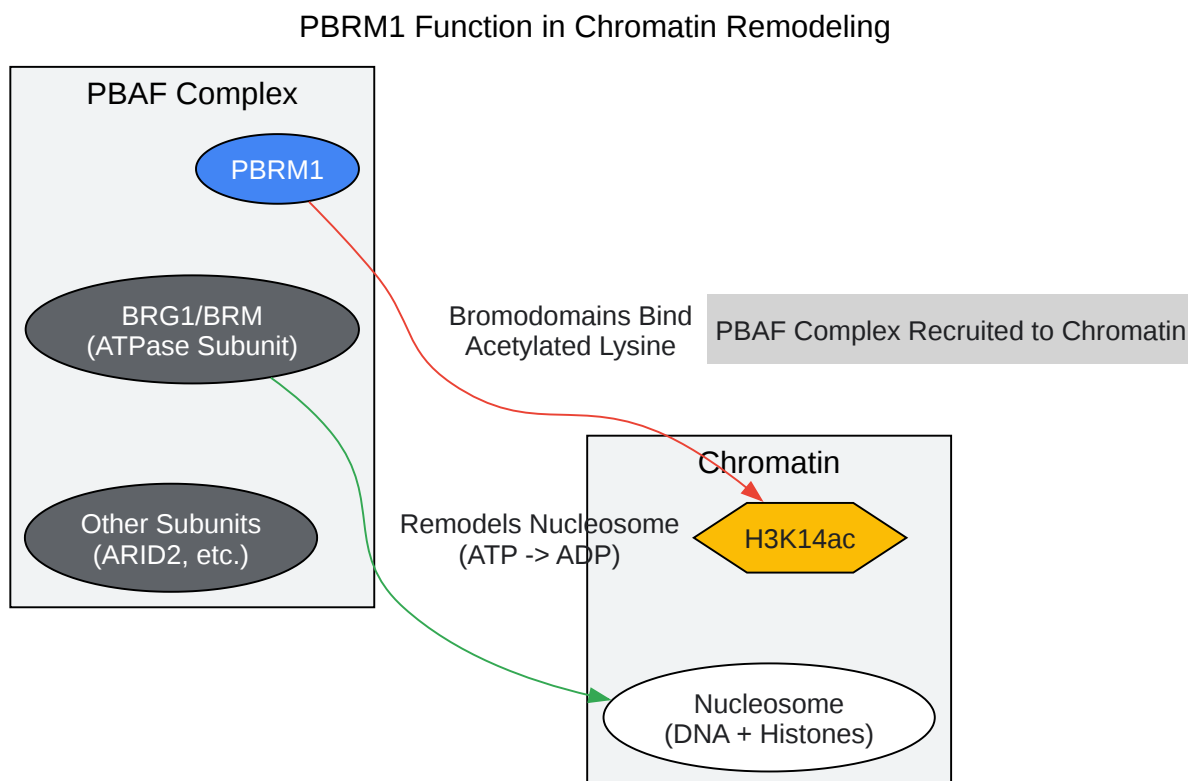 PBRM1 Function in Chromatin Remodeling
PBAF Complex
PBRM1
BRG1/BRM
(ATPase Subunit)
Other Subunits
(ARID2, etc.)
Bromodomains Bind
Acetylated Lysine
PBAF Complex Recruited to Chromatin
Remodels Nucleosome
(ATP -> ADP)
Chromatin
H3K14ac
Nucleosome
(DNA + Histones)